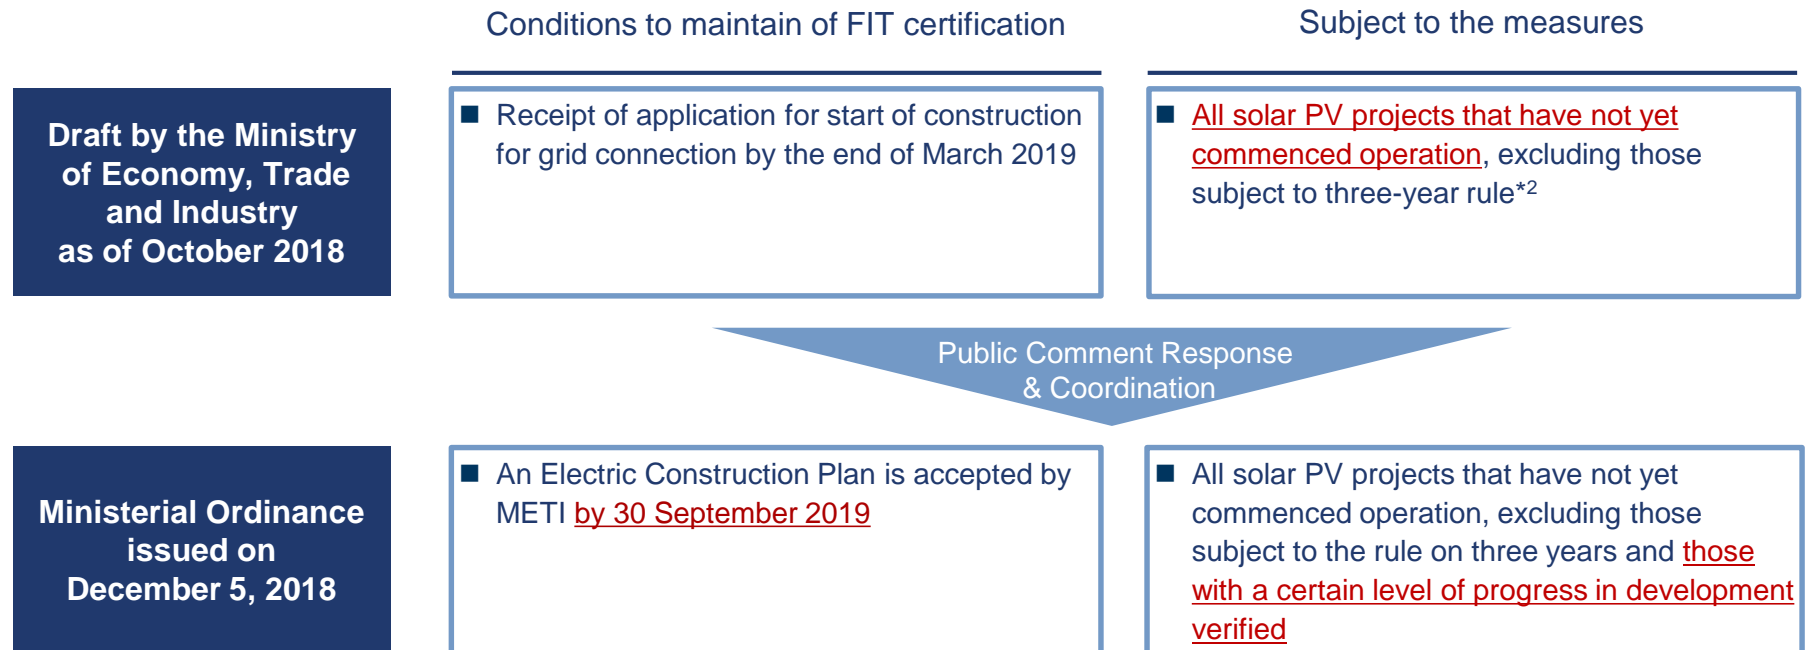 Conditions to maintain of FIT certification
Subject to the measures
Draft by the Ministry
of Economy, Trade
and Industry
as of October 2018
■ Receipt of application for start of construction
for grid connection by the end of March 2019
■ All solar PV projects that have not yet
commenced operation, excluding those
subject to three-year rule*2
Public Comment Response
& Coordination
Ministerial Ordinance
issued on
December 5, 2018
■ An Electric Construction Plan is accepted by
METI by 30 September 2019
■ All solar PV projects that have not yet
commenced operation, excluding those
subject to the rule on three years and those
with a certain level of progress in development
verified